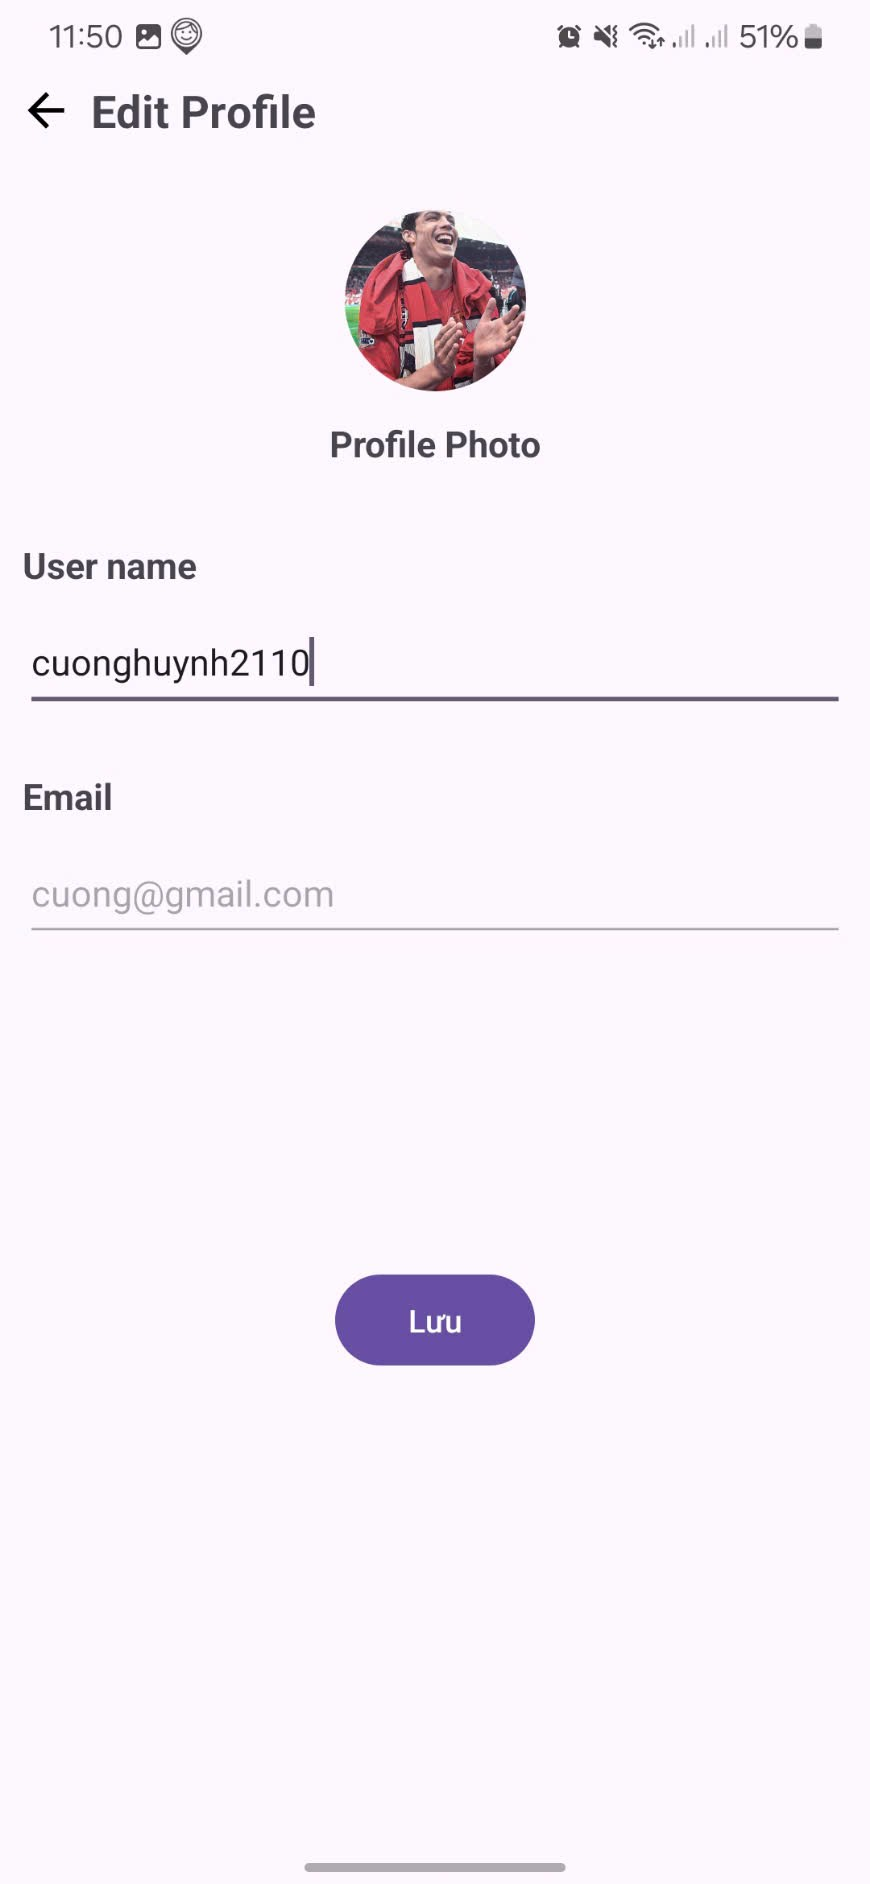 11:50 51%
Edit Profile
Profile Photo
User name
cuonghuynh2110
Email
cuong@gmail.com
Lưu